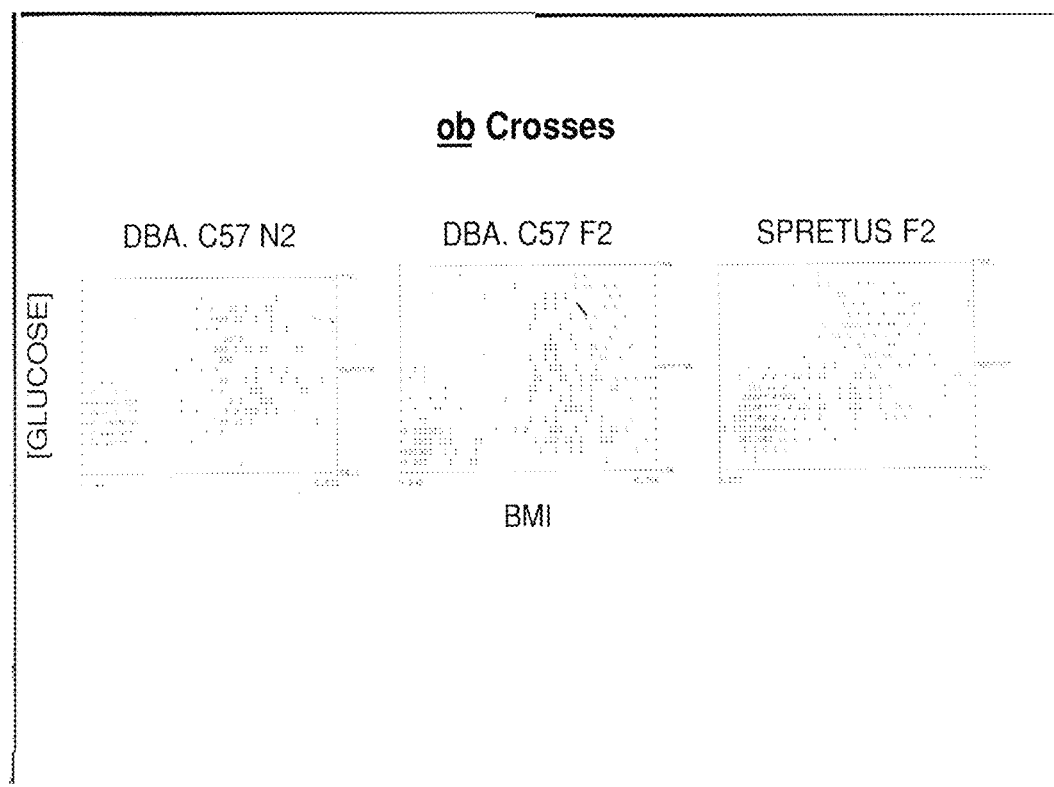 ob Crosses
DBA. C57 N2
DBA. C57 F2
SPRETUS F2
[GLUCOSE]
BMI